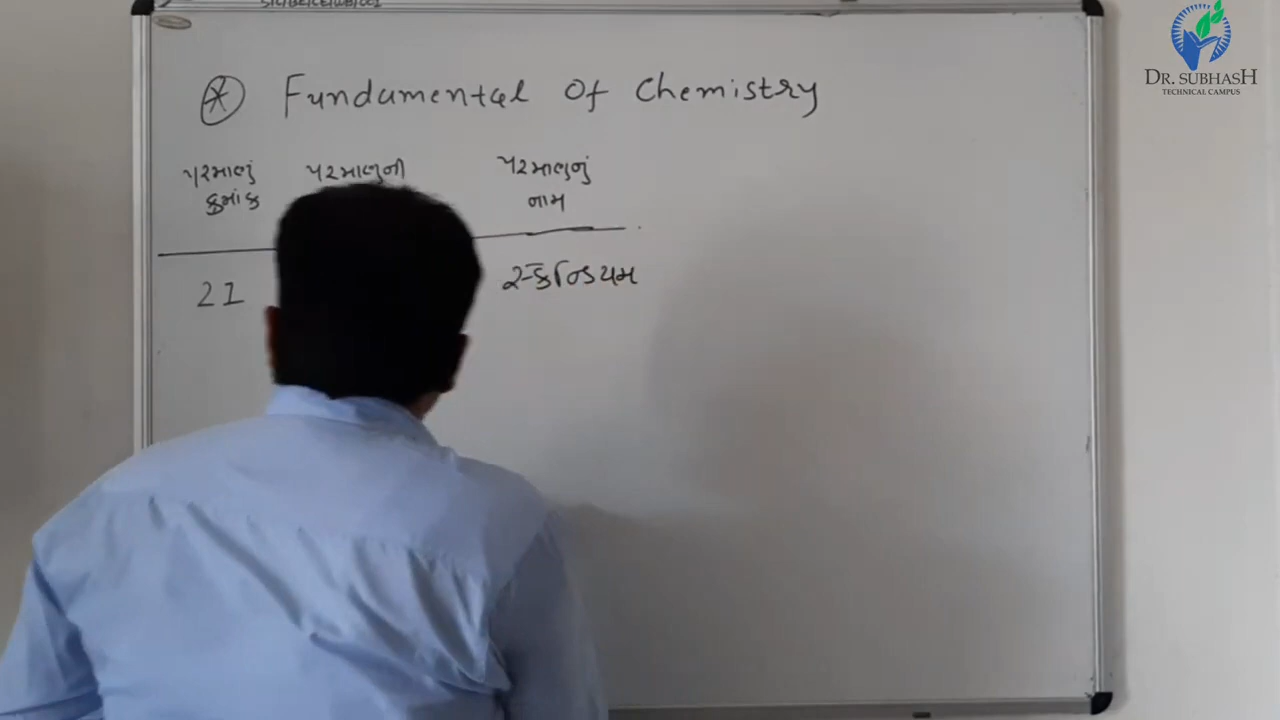 * Fundamental Of Chemistry
પરમાણું પરમાણુની પરમાણુનું
ક્રમાંક નામ
21 સ્કેન્ડિયમ
DR. SUBHASH
TECHNICAL CAMPUS